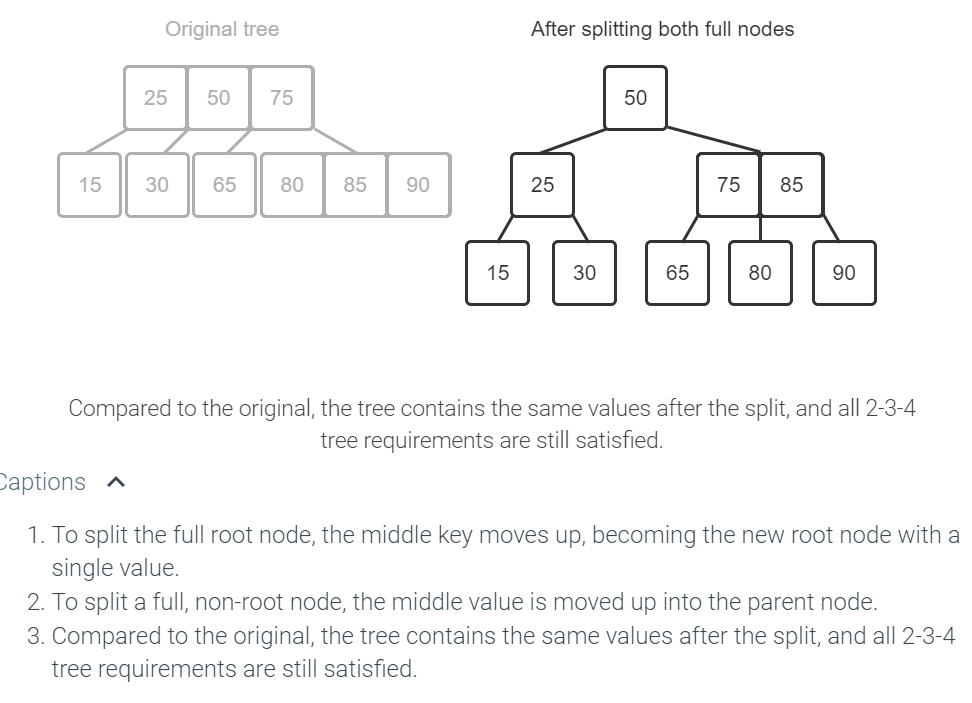 Original tree
After splitting both full nodes
25 50 75
50
15 30 65 80 85 90
25 75 85
15 30 65 80 90
Compared to the original, the tree contains the same values after the split, and all 2-3-4
tree requirements are still satisfied.
Captions
1. To split the full root node, the middle key moves up, becoming the new root node with a
single value.
2. To split a full, non-root node, the middle value is moved up into the parent node.
3. Compared to the original, the tree contains the same values after the split, and all 2-3-4
tree requirements are still satisfied.